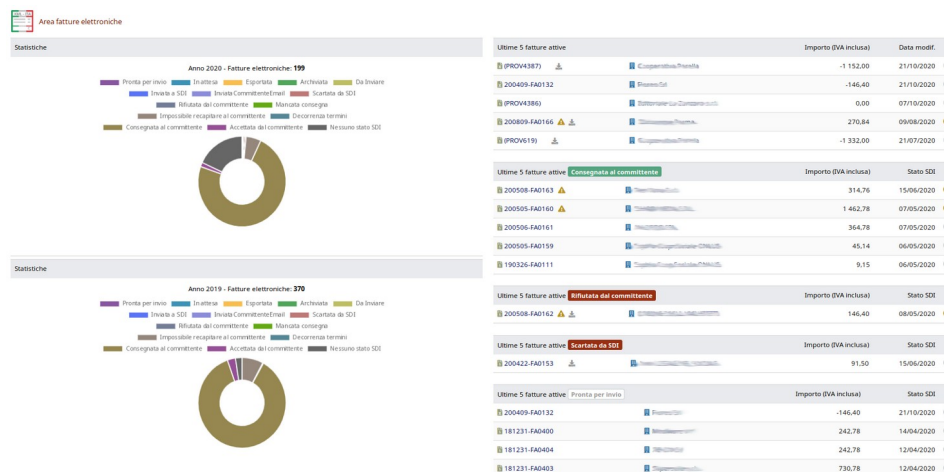 Area fatture elettroniche
Statistiche
Anno 2020 - Fatture elettroniche: 199
Pronta per invio In attesa Esportata Archiviata Da Inviare
Inviata a SDI Inviata CommittenteEmail Scartata da SDI
Rifiutata dal committente Mancata consegna
Impossibile recapitare al committente Decorrenza termini
Consegnata al committente Accettata dal committente Nessuno stato SDI
Statistiche
Anno 2019 - Fatture elettroniche: 370
Pronta per invio In attesa Esportata Archiviata Da Inviare
Inviata a SDI Inviata CommittenteEmail Scartata da SDI
Rifiutata dal committente Mancata consegna
Impossibile recapitare al committente Decorrenza termini
Consegnata al committente Accettata dal committente Nessuno stato SDI
Ultime 5 fatture attive Importo (IVA inclusa) Data modif.
(PROV4387) -1 152,00 21/10/2020
200409-FA0132 -146,40 21/10/2020
(PROV4386) 0,00 07/10/2020
200809-FA0166 270,84 09/08/2020
(PROV619) -1 332,00 21/07/2020
Ultime 5 fatture attive Consegnata al committente Importo (IVA inclusa) Stato SDI
200508-FA0163 314,76 15/06/2020
200505-FA0160 1 462,78 07/05/2020
200506-FA0161 364,78 07/05/2020
200505-FA0159 45,14 06/05/2020
190326-FA0111 9,15 06/05/2020
Ultime 5 fatture attive Rifiutata dal committente Importo (IVA inclusa) Stato SDI
200508-FA0162 146,40 08/05/2020
Ultime 5 fatture attive Scartata da SDI Importo (IVA inclusa) Stato SDI
200422-FA0153 91,50 15/06/2020
Ultime 5 fatture attive Pronta per invio Importo (IVA inclusa) Stato SDI
200409-FA0132 -146,40 21/10/2020
181231-FA0400 242,78 14/04/2020
181231-FA0404 242,78 12/04/2020
181231-FA0403 730,78 12/04/2020